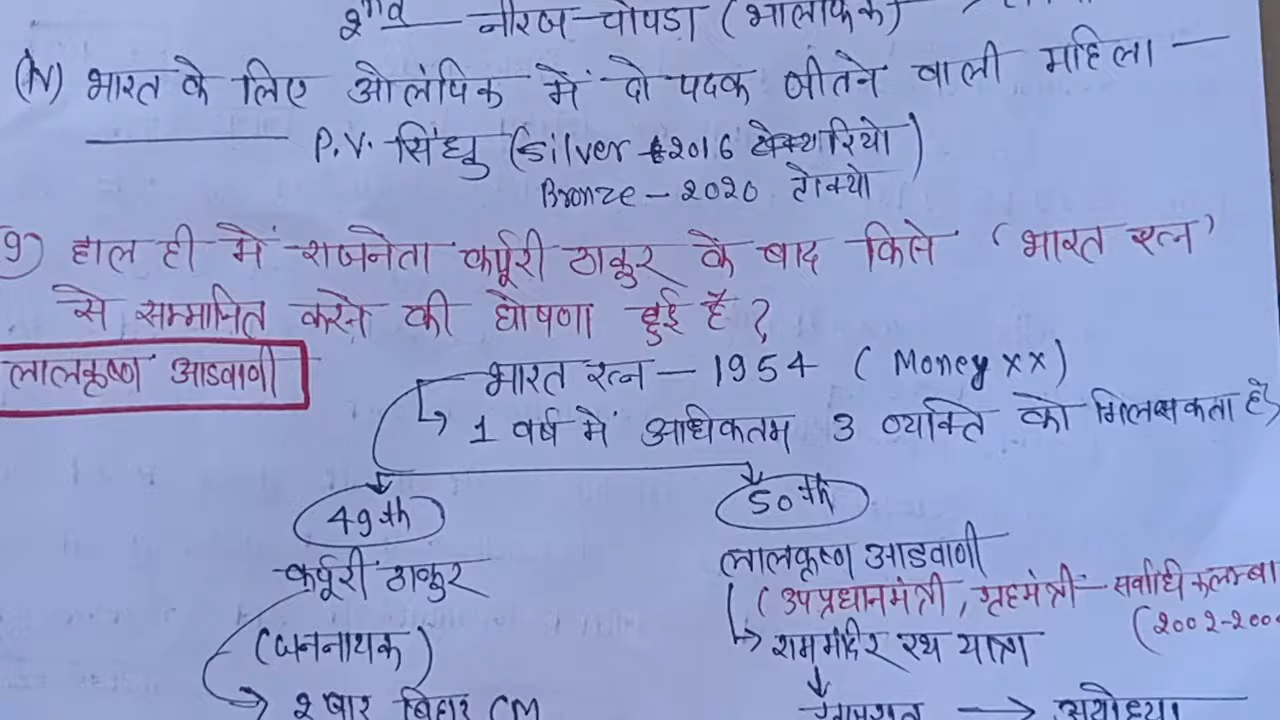 2nd — नीरज चोपडा (भालाफेंक)
(iv) भारत के लिए ओलंपिक में दो पदक जीतने वाली महिला —
— P.V. सिंधु (Silver - 2016
Bronze - 2020 टोक्यो)
9) हाल ही में राजनेता कर्पूरी ठाकुर के बाद किसे 'भारत रत्न'
से सम्मानित करने की घोषणा हुई है?
लालकृष्ण आडवाणी
भारत रत्न — 1954 (Money xx)
1 वर्ष में अधिकतम 3 व्यक्ति को मिल सकता है
49th 50th
कर्पूरी ठाकुर लालकृष्ण आडवाणी
(उपप्रधानमंत्री, गृहमंत्री - सर्वाधिक लम्बा
(जननायक) → राममंदिर रथ यात्रा (2002-200
→ 2 बार बिहार CM → अयोध्या